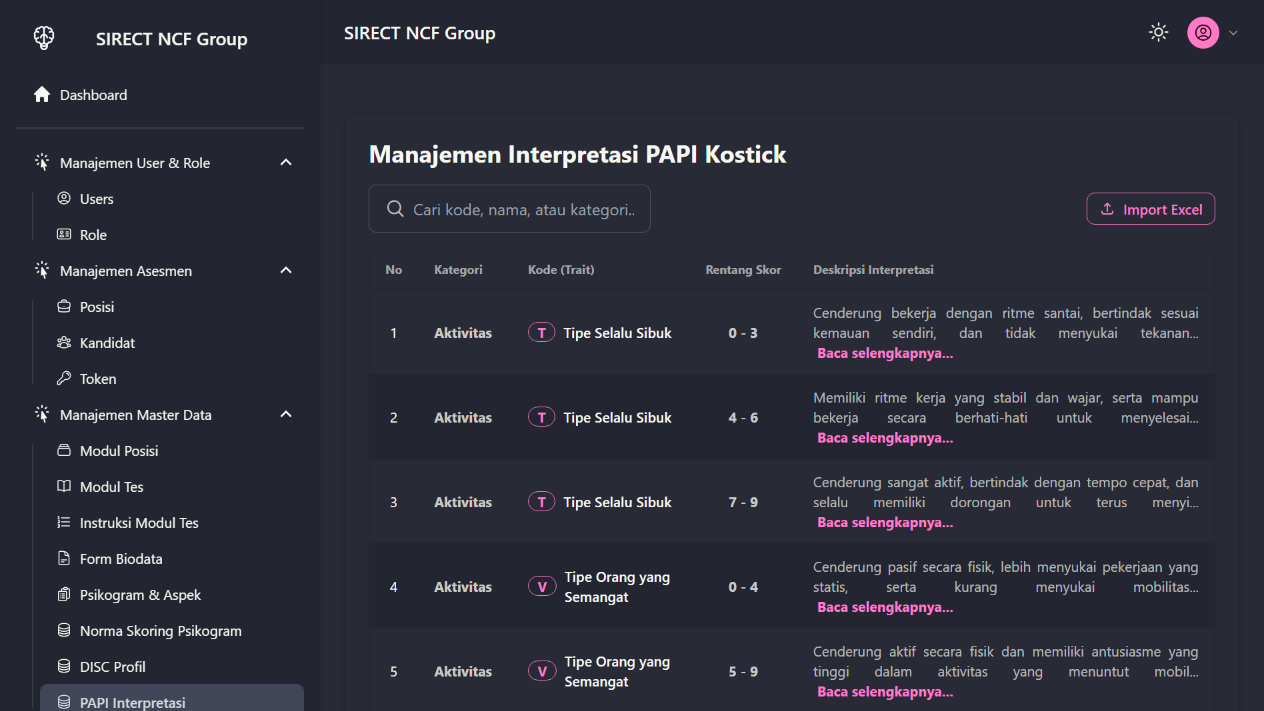 SIRECT NCF Group
Dashboard
Manajemen User & Role
Users
Role
Manajemen Asesmen
Posisi
Kandidat
Token
Manajemen Master Data
Modul Posisi
Modul Tes
Instruksi Modul Tes
Form Biodata
Psikogram & Aspek
Norma Skoring Psikogram
DISC Profil
PAPI Interpretasi
SIRECT NCF Group
Manajemen Interpretasi PAPI Kostick
Cari kode, nama, atau kategori..
Import Excel
No Kategori Kode (Trait) Rentang Skor Deskripsi Interpretasi
1 Aktivitas T Tipe Selalu Sibuk 0 - 3
Cenderung bekerja dengan ritme santai, bertindak sesuai
kemauan sendiri, dan tidak menyukai tekanan...
Baca selengkapnya...
2 Aktivitas T Tipe Selalu Sibuk 4 - 6
Memiliki ritme kerja yang stabil dan wajar, serta mampu
bekerja secara berhati-hati untuk menyelesai...
Baca selengkapnya...
3 Aktivitas T Tipe Selalu Sibuk 7 - 9
Cenderung sangat aktif, bertindak dengan tempo cepat, dan
selalu memiliki dorongan untuk terus menyi...
Baca selengkapnya...
4 Aktivitas V Tipe Orang yang
Semangat
0 - 4
Cenderung pasif secara fisik, lebih menyukai pekerjaan yang
statis, serta kurang menyukai mobilitas...
Baca selengkapnya...
5 Aktivitas V Tipe Orang yang
Semangat
5 - 9
Cenderung aktif secara fisik dan memiliki antusiasme yang
tinggi dalam aktivitas yang menuntut mobil...
Baca selengkapnya...